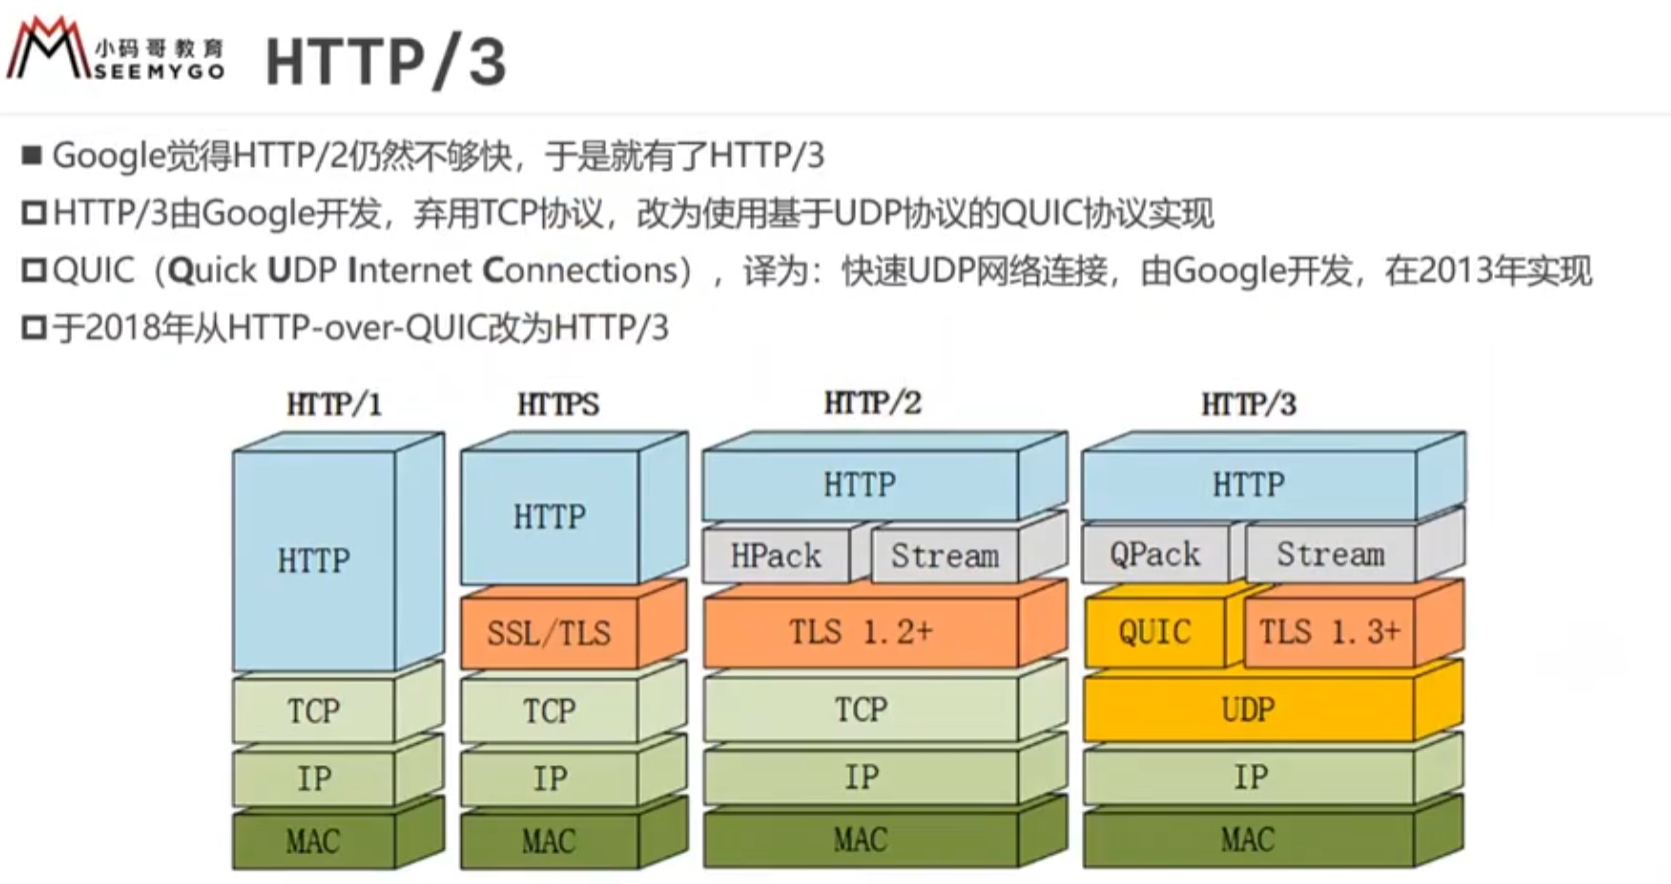 小码哥教育
SEEMYGO
HTTP/3
Google觉得HTTP/2仍然不够快，于是就有了HTTP/3
HTTP/3由Google开发，弃用TCP协议，改为使用基于UDP协议的QUIC协议实现
QUIC（Quick UDP Internet Connections），译为：快速UDP网络连接，由Google开发，在2013年实现
于2018年从HTTP-over-QUIC改为HTTP/3
HTTP/1
HTTP
TCP
IP
MAC
HTTPS
HTTP
SSL/TLS
TCP
IP
MAC
HTTP/2
HTTP
HPack
Stream
TLS 1.2+
TCP
IP
MAC
HTTP/3
HTTP
QPack
Stream
QUIC
TLS 1.3+
UDP
IP
MAC